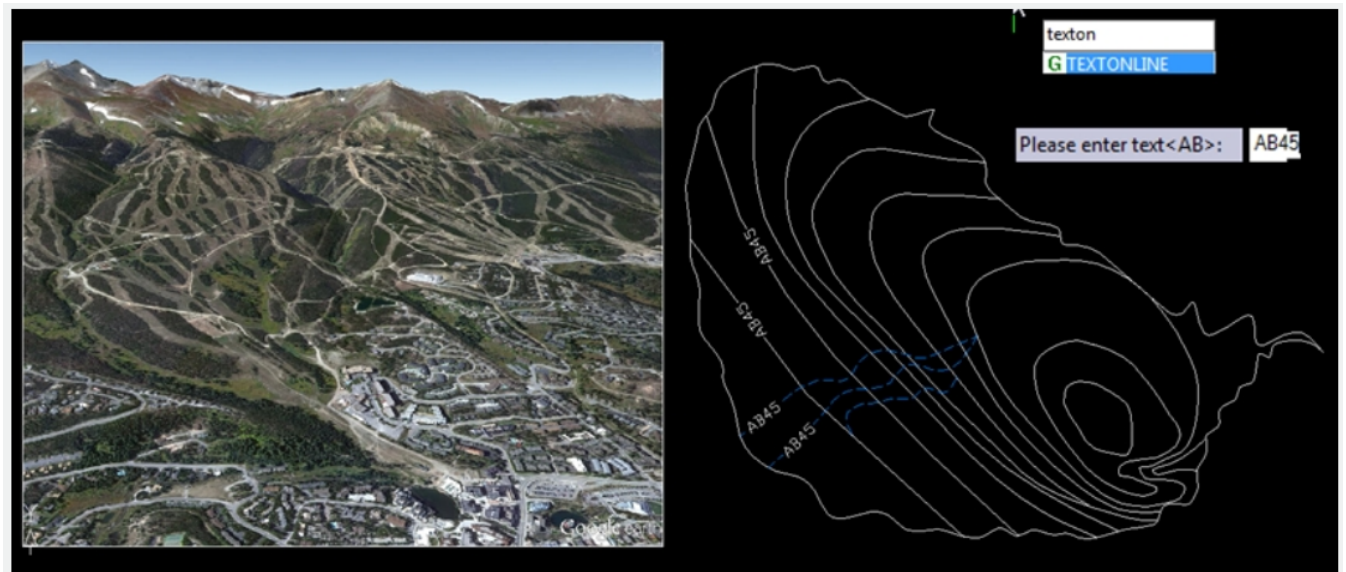 texton
G TEXTONLINE
Please enter text<AB>: AB45
AB45
AB45
AB45
AB45
Google earth